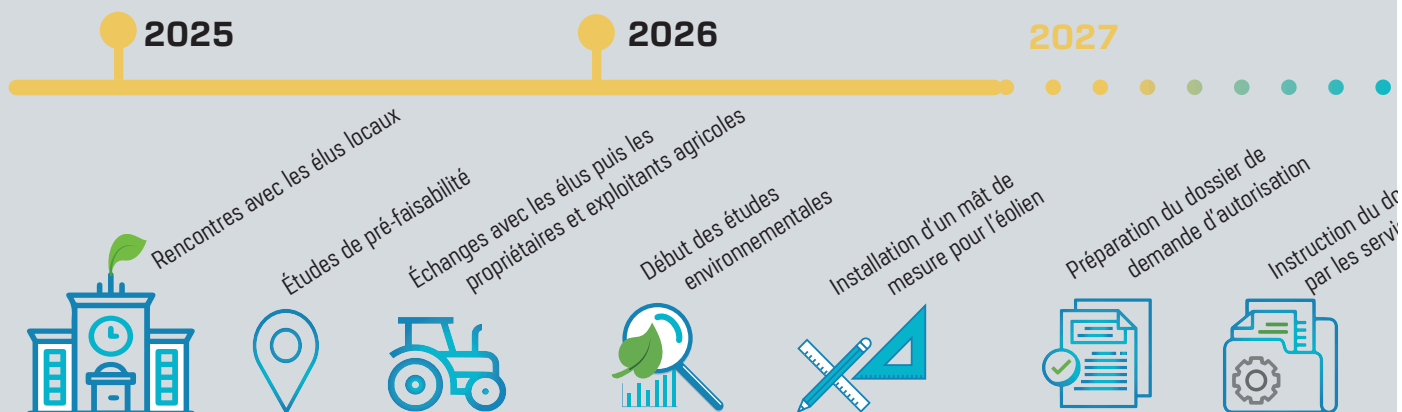 2025
2026
2027
Rencontres avec les élus locaux
Études de pré-faisabilité
Échanges avec les élus puis les
propriétaires et exploitants agricoles
Début des études
environnementales
Installation d'un mât de
mesure pour l'éolien
Préparation du dossier de
demande d'autorisation
Instruction du
par les